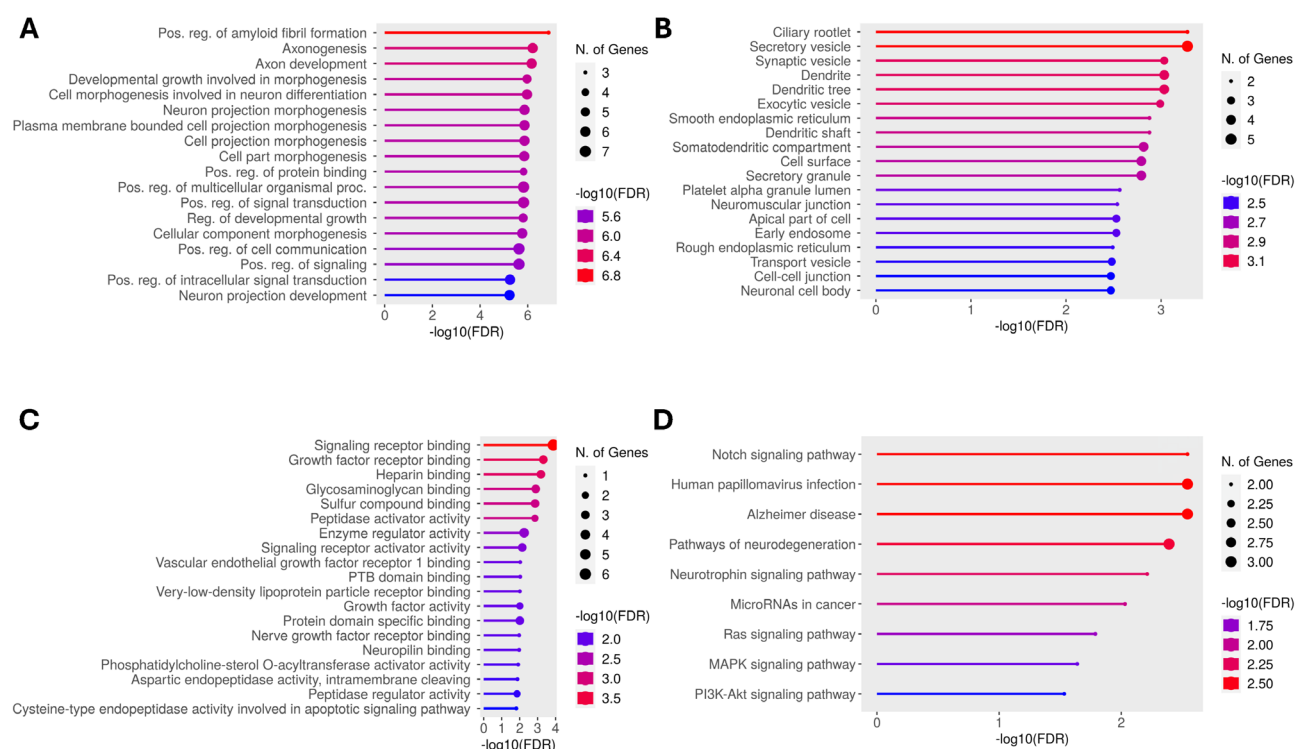 A
Pos. reg. of amyloid fibril formation
Axonogenesis
Axon development
Developmental growth involved in morphogenesis
Cell morphogenesis involved in neuron differentiation
Neuron projection morphogenesis
Plasma membrane bounded cell projection morphogenesis
Cell projection morphogenesis
Cell part morphogenesis
Pos. reg. of protein binding
Pos. reg. of multicellular organismal proc.
Pos. reg. of signal transduction
Reg. of developmental growth
Cellular component morphogenesis
Pos. reg. of cell communication
Pos. reg. of signaling
Pos. reg. of intracellular signal transduction
Neuron projection development
0 2 4 6
-log10(FDR)
N. of Genes
3
4
5
6
7
-log10(FDR)
5.6
6.0
6.4
6.8
B
Ciliary rootlet
Secretory vesicle
Synaptic vesicle
Dendrite
Dendritic tree
Exocytic vesicle
Smooth endoplasmic reticulum
Dendritic shaft
Somatodendritic compartment
Cell surface
Secretory granule
Platelet alpha granule lumen
Neuromuscular junction
Apical part of cell
Early endosome
Rough endoplasmic reticulum
Transport vesicle
Cell-cell junction
Neuronal cell body
0 1 2 3
-log10(FDR)
N. of Genes
2
3
4
5
-log10(FDR)
2.5
2.7
2.9
3.1
C
Signaling receptor binding
Growth factor receptor binding
Heparin binding
Glycosaminoglycan binding
Sulfur compound binding
Peptidase activator activity
Enzyme regulator activity
Signaling receptor activator activity
Vascular endothelial growth factor receptor 1 binding
PTB domain binding
Very-low-density lipoprotein particle receptor binding
Growth factor activity
Protein domain specific binding
Nerve growth factor receptor binding
Neuropilin binding
Phosphatidylcholine-sterol O-acyltransferase activator activity
Aspartic endopeptidase activity, intramembrane cleaving
Peptidase regulator activity
Cysteine-type endopeptidase activity involved in apoptotic signaling pathway
0 1 2 3 4
-log10(FDR)
N. of Genes
1
2
3
4
5
6
-log10(FDR)
2.0
2.5
3.0
3.5
D
Notch signaling pathway
Human papillomavirus infection
Alzheimer disease
Pathways of neurodegeneration
Neurotrophin signaling pathway
MicroRNAs in cancer
Ras signaling pathway
MAPK signaling pathway
PI3K-Akt signaling pathway
0 1 2
-log10(FDR)
N. of Genes
2.00
2.25
2.50
2.75
3.00
-log10(FDR)
1.75
2.00
2.25
2.50